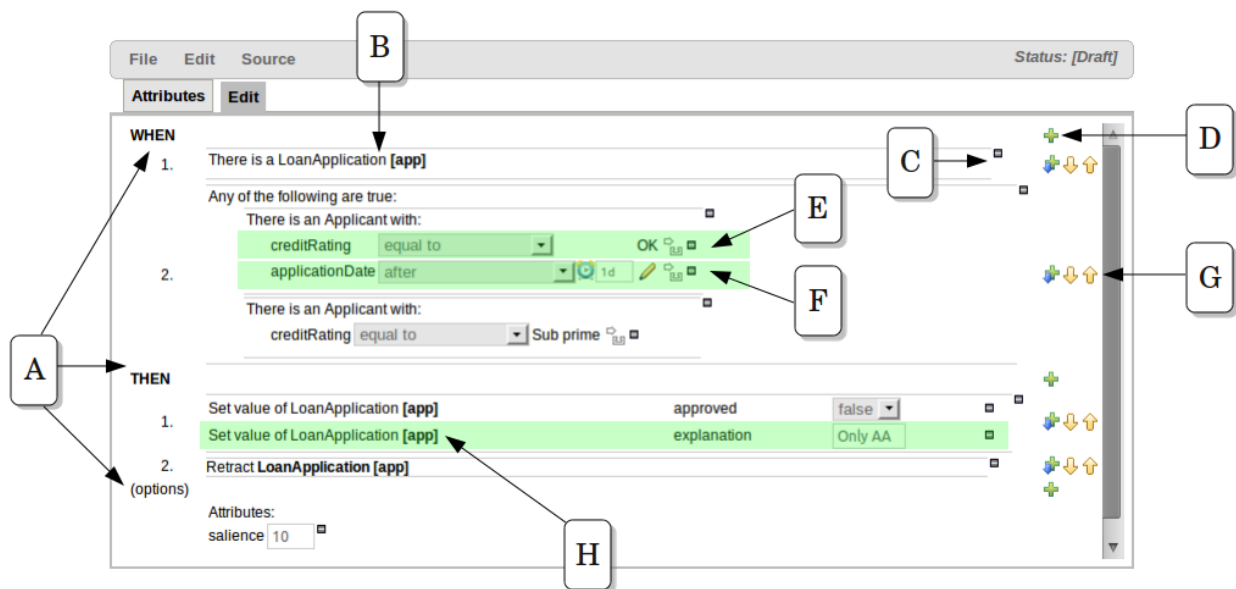 B
File Edit Source Status: [Draft]
Attributes Edit
WHEN
D
1. There is a LoanApplication [app]
C
Any of the following are true:
There is an Applicant with:
E
creditRating equal to OK
2. applicationDate after 1d
G
F
There is an Applicant with:
creditRating equal to Sub prime
A
THEN
1. Set value of LoanApplication [app] approved false
Set value of LoanApplication [app] explanation Only AA
2. Retract LoanApplication [app]
(options)
Attributes:
salience 10
H